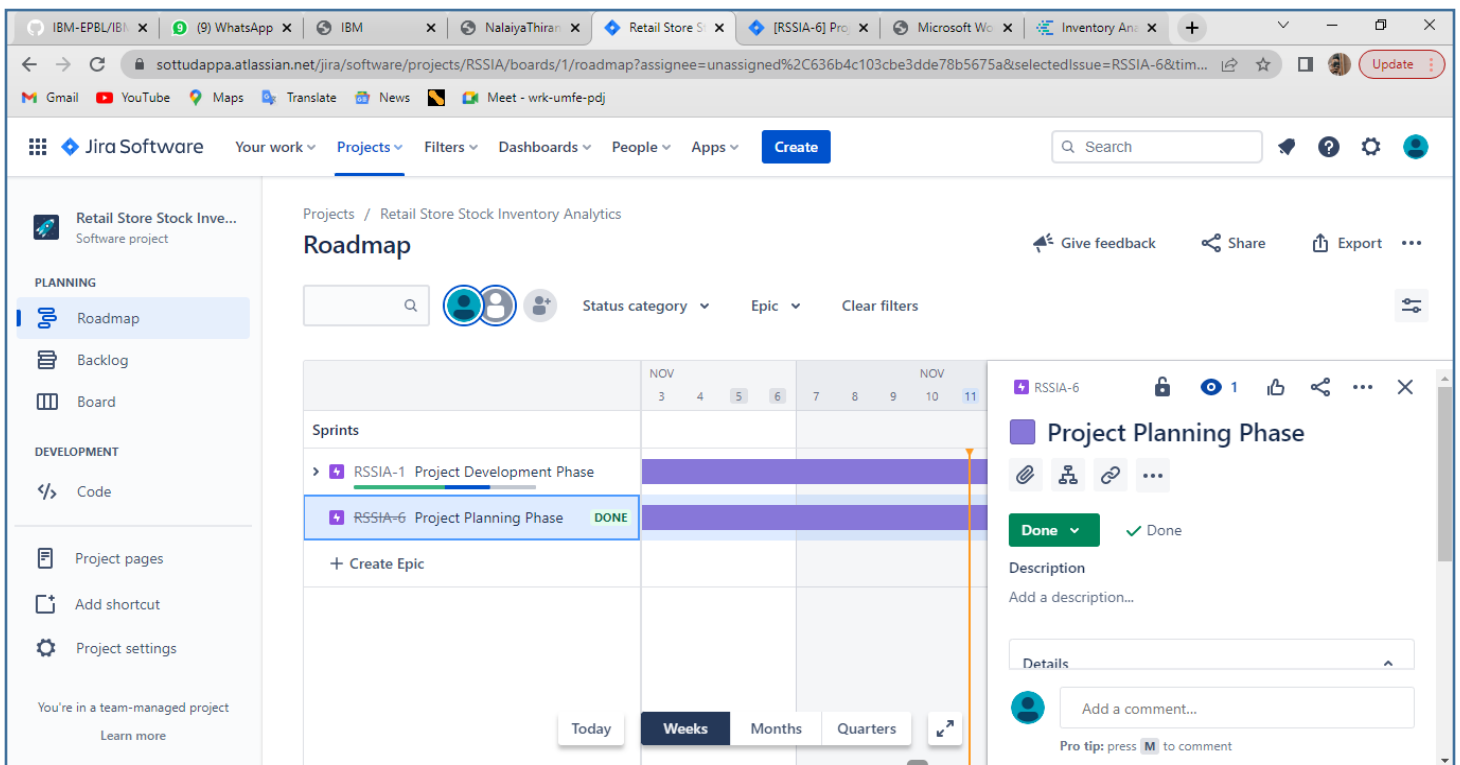 IBM-EPBL/IBM
(9) WhatsApp
IBM
NalaiyaThiran
Retail Store St
[RSSIA-6] Proj
Microsoft Wo
Inventory Ana
sottudappa.atlassian.net/jira/software/projects/RSSIA/boards/1/roadmap?assignee=unassigned%2C636b4c103cbe3dde78b5675a&selectedIssue=RSSIA-6&tim...
Update
Gmail YouTube Maps Translate News Meet - wrk-umfe-pdj
Jira Software Your work Projects Filters Dashboards People Apps Create Search
Retail Store Stock Inve...
Software project
PLANNING
Roadmap
Backlog
Board
DEVELOPMENT
Code
Project pages
Add shortcut
Project settings
You're in a team-managed project
Learn more
Projects / Retail Store Stock Inventory Analytics
Roadmap
Give feedback Share Export
Status category Epic Clear filters
NOV NOV
3 4 5 6 7 8 9 10 11
Sprints
RSSIA-1 Project Development Phase
RSSIA-6 Project Planning Phase DONE
+ Create Epic
Today Weeks Months Quarters
RSSIA-6 1
Project Planning Phase
Done Done
Description
Add a description...
Details
Add a comment...
Pro tip: press M to comment